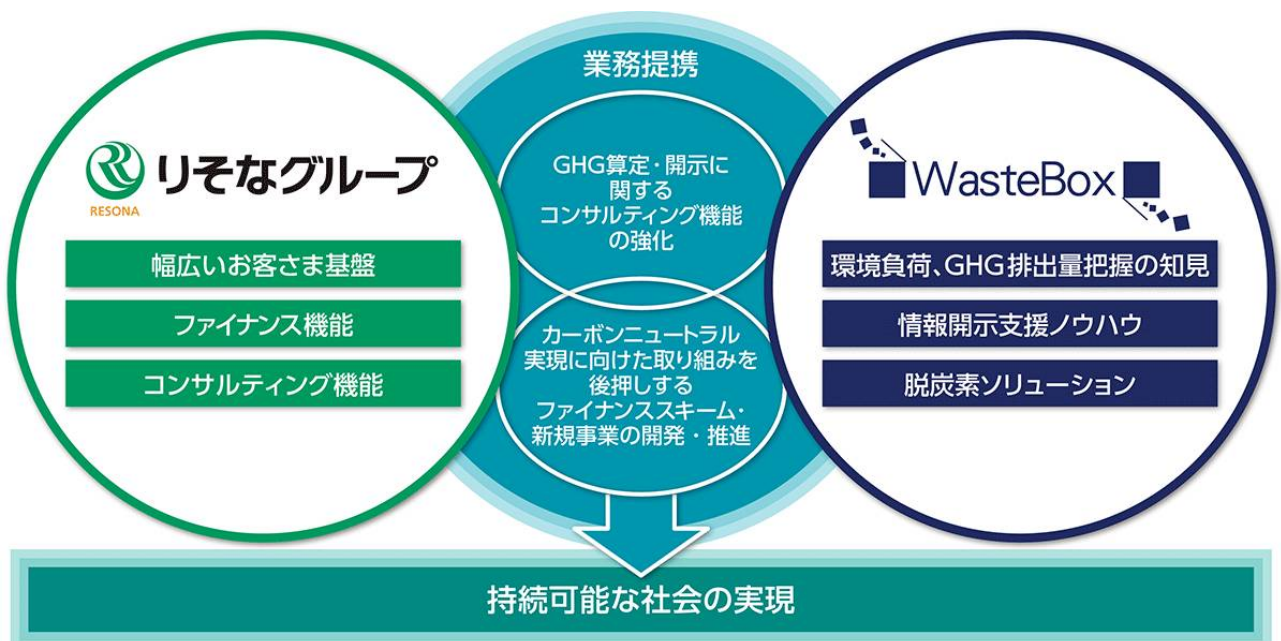 業務提携
りそなグループ
RESONA
幅広いお客さま基盤
ファイナンス機能
コンサルティング機能
GHG算定・開示に
関する
コンサルティング機能
の強化
カーボンニュートラル
実現に向けた取り組みを
後押しする
ファイナンススキーム・
新規事業の開発・推進
WasteBox
環境負荷、GHG排出量把握の知見
情報開示支援ノウハウ
脱炭素ソリューション
持続可能な社会の実現